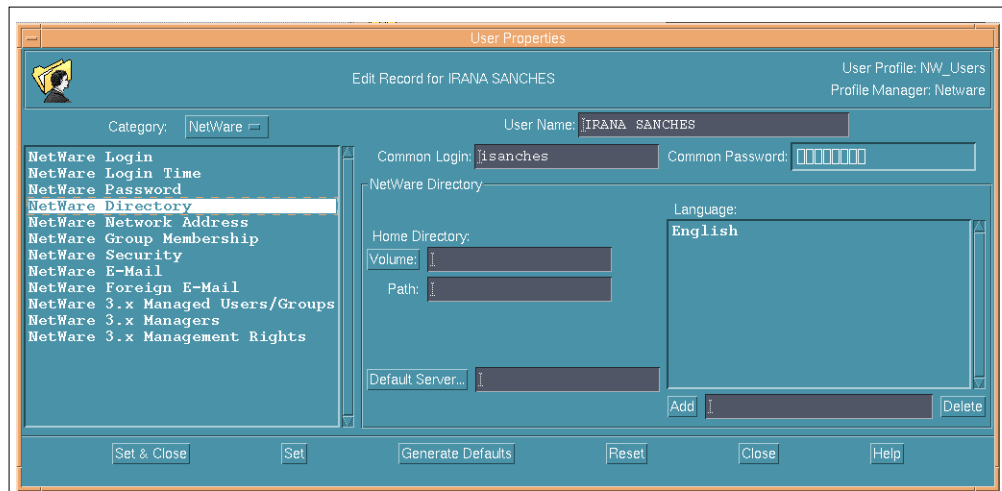 User Properties
Edit Record for IRANA SANCHES
User Profile: NW_Users
Profile Manager: Netware
Category: NetWare
User Name: IRANA SANCHES
NetWare Login
NetWare Login Time
NetWare Password
NetWare Directory
NetWare Network Address
NetWare Group Membership
NetWare Security
NetWare E-Mail
NetWare Foreign E-Mail
NetWare 3.x Managed Users/Groups
NetWare 3.x Managers
NetWare 3.x Management Rights
Common Login: isanches
Common Password:
NetWare Directory
Home Directory:
Volume:
Path:
Default Server...
Language:
English
Add
Delete
Set & Close
Set
Generate Defaults
Reset
Close
Help